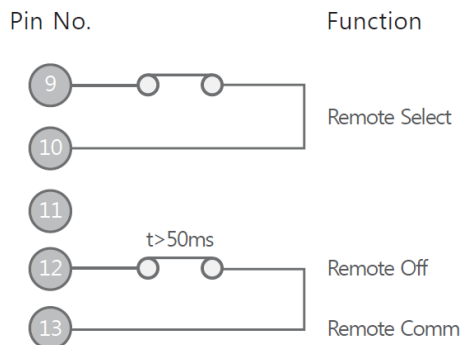 Pin No. Function
9
Remote Select
10
11
t>50ms
12 Remote Off
13 Remote Comm